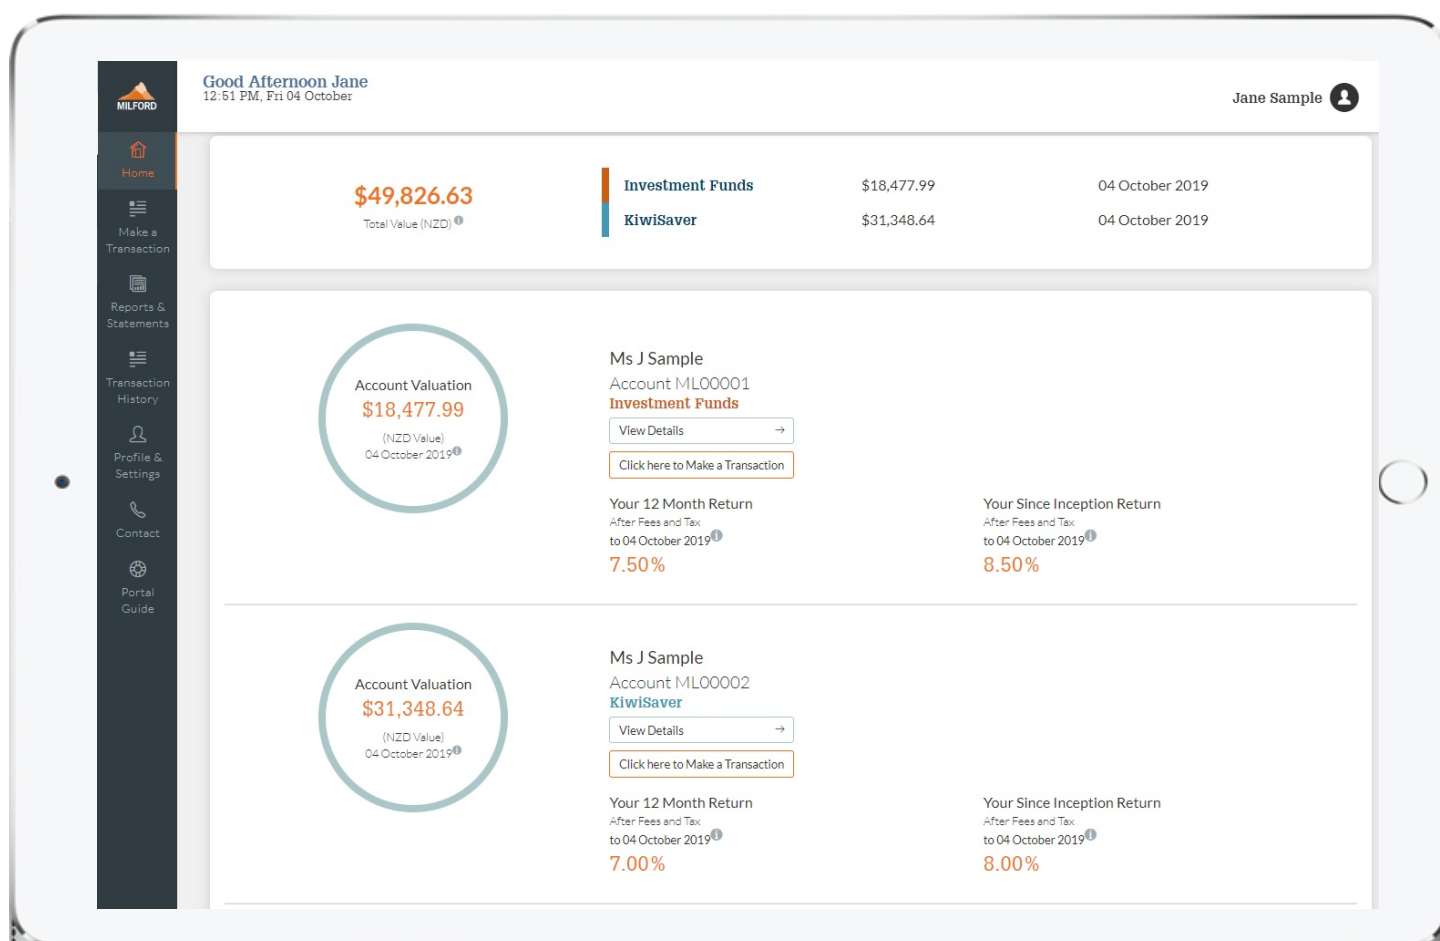 MILFORD
Good Afternoon Jane
12:51 PM, Fri 04 October
Jane Sample
Home
Make a
Transaction
Reports &
Statements
Transaction
History
Profile &
Settings
Contact
Portal
Guide
$49,826.63
Total Value (NZD)
Investment Funds $18,477.99 04 October 2019
KiwiSaver $31,348.64 04 October 2019
Account Valuation
$18,477.99
(NZD Value)
04 October 2019
Ms J Sample
Account ML00001
Investment Funds
View Details →
Click here to Make a Transaction
Your 12 Month Return
After Fees and Tax
to 04 October 2019
7.50%
Your Since Inception Return
After Fees and Tax
to 04 October 2019
8.50%
Account Valuation
$31,348.64
(NZD Value)
04 October 2019
Ms J Sample
Account ML00002
KiwiSaver
View Details →
Click here to Make a Transaction
Your 12 Month Return
After Fees and Tax
to 04 October 2019
7.00%
Your Since Inception Return
After Fees and Tax
to 04 October 2019
8.00%